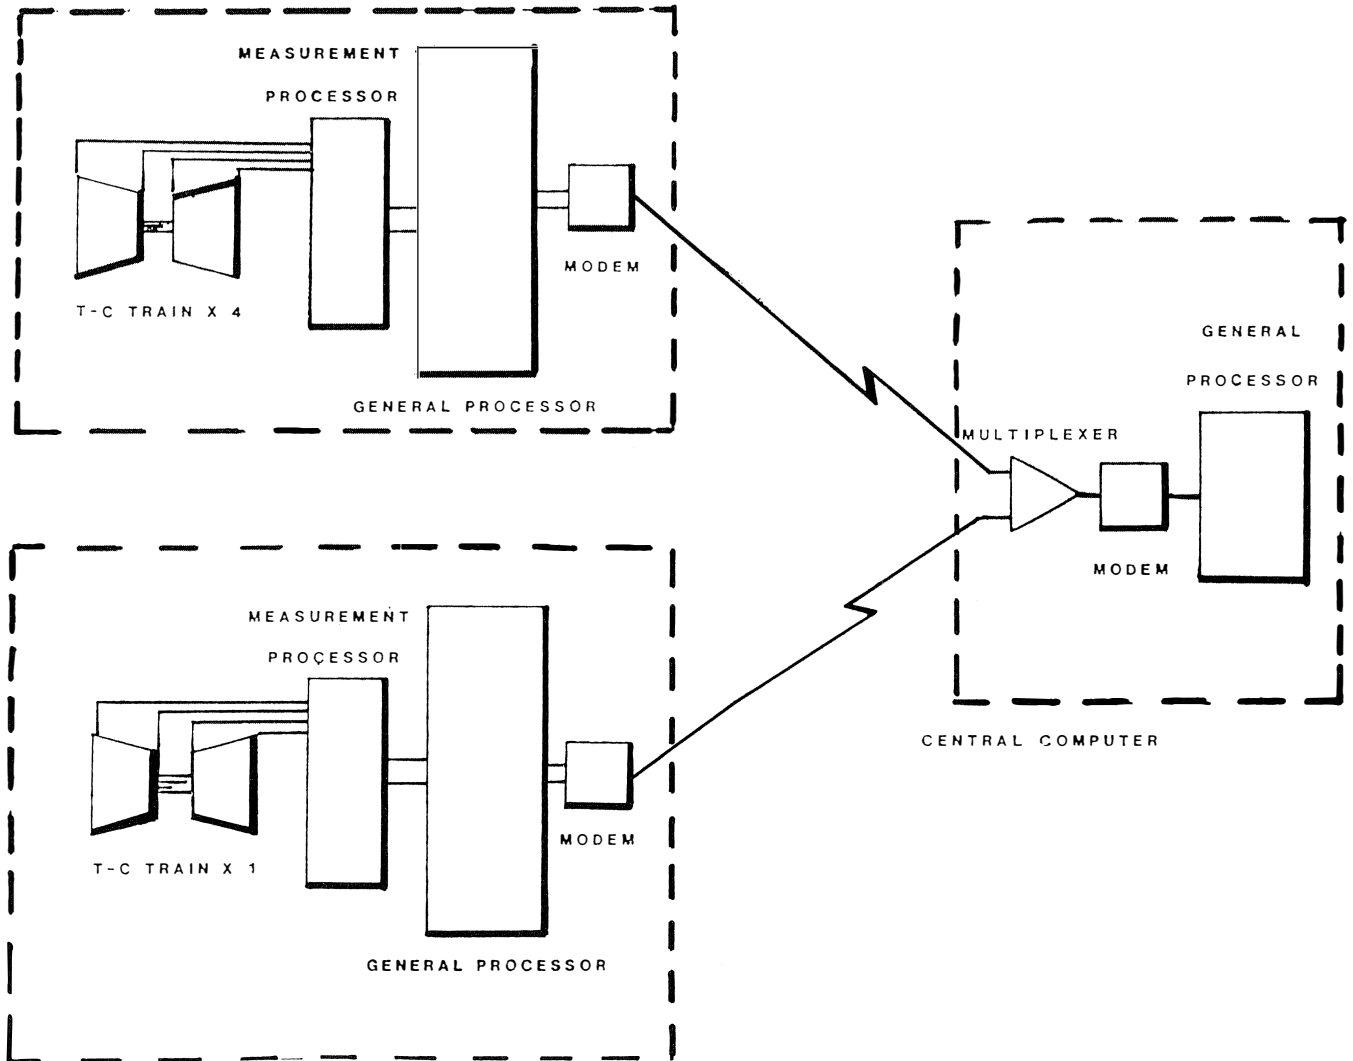 MEASUREMENT
PROCESSOR
MODEM
T-C TRAIN X 4
GENERAL PROCESSOR
GENERAL
PROCESSOR
MULTIPLEXER
MODEM
CENTRAL COMPUTER
MEASUREMENT
PROCESSOR
MODEM
T-C TRAIN X 1
GENERAL PROCESSOR